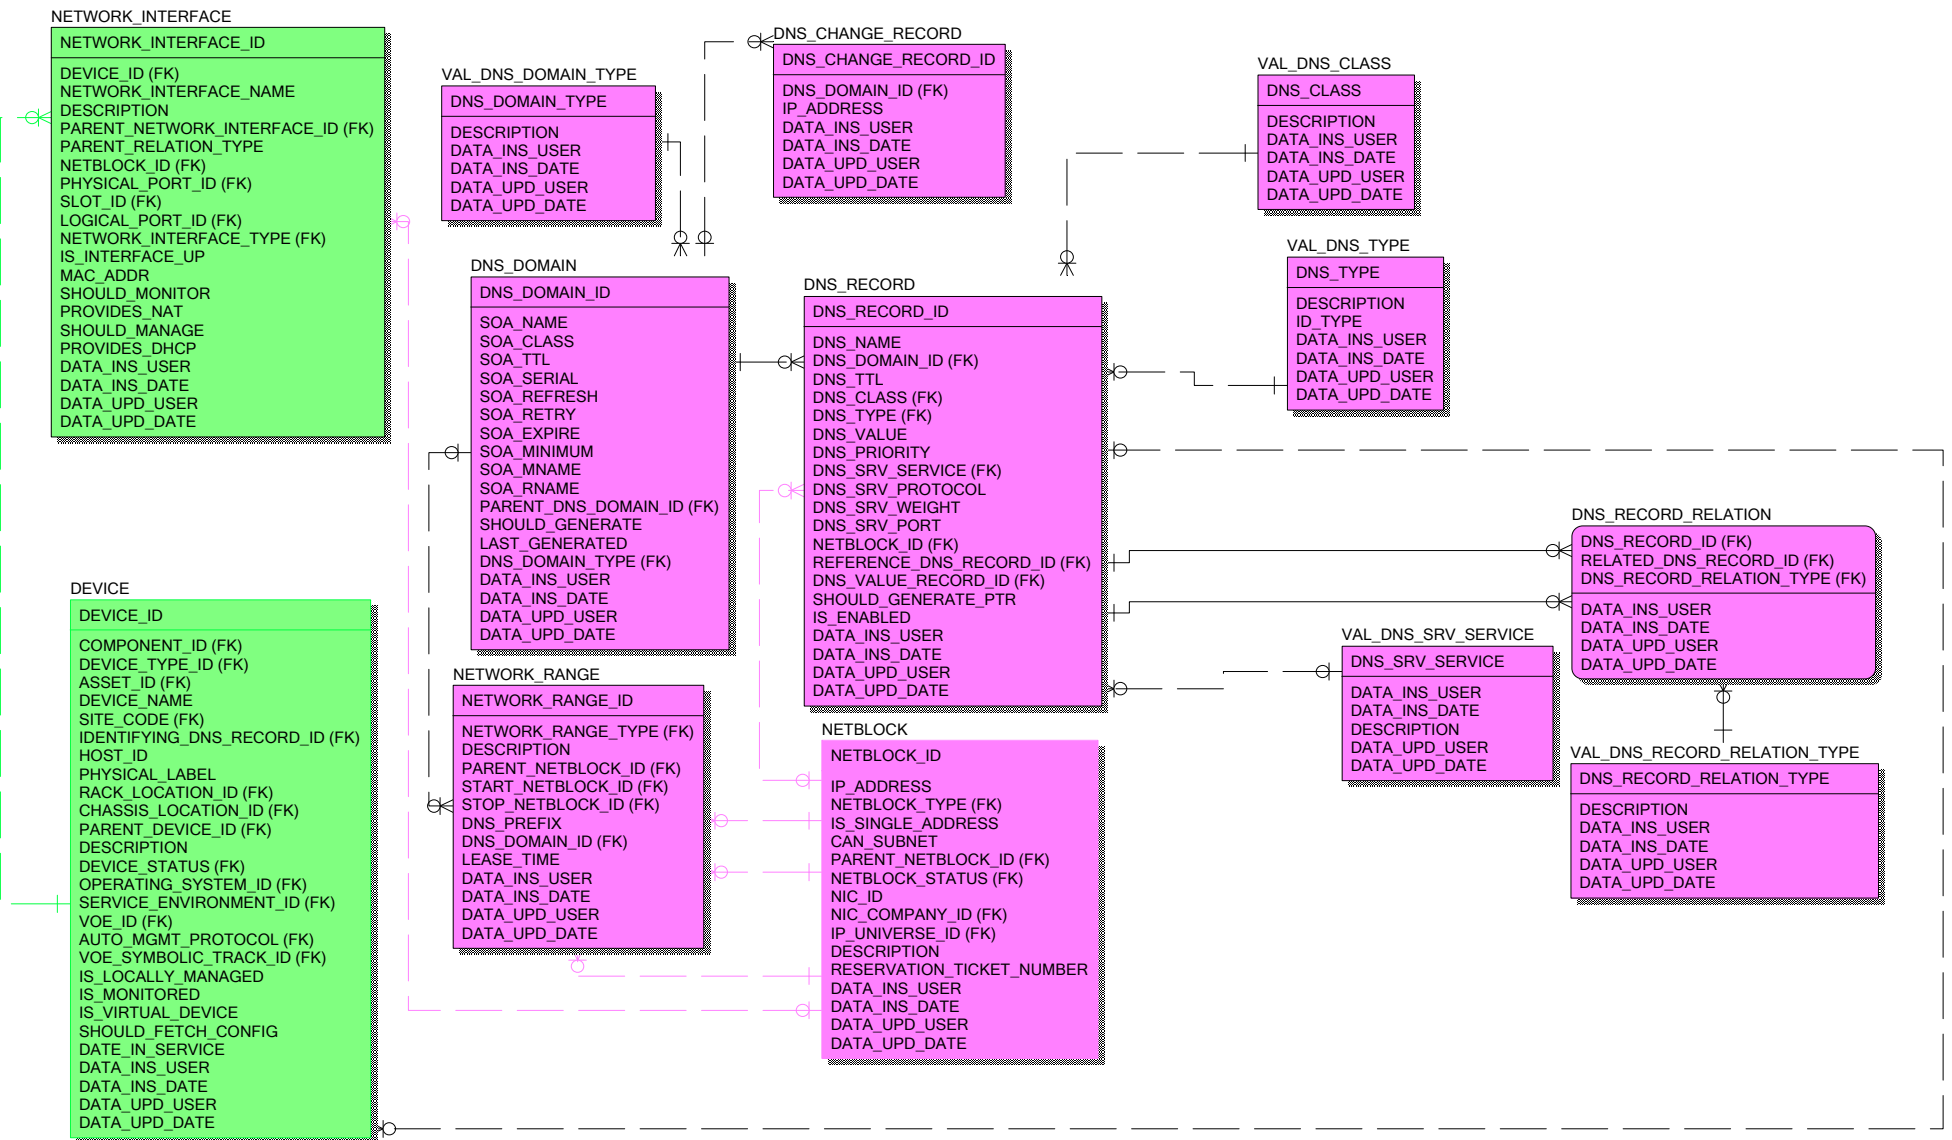 NETWORK_INTERFACE
NETWORK_INTERFACE_ID
DEVICE_ID (FK)
NETWORK_INTERFACE_NAME
DESCRIPTION
PARENT_NETWORK_INTERFACE_ID (FK)
PARENT_RELATION_TYPE
NETBLOCK_ID (FK)
PHYSICAL_PORT_ID (FK)
SLOT_ID (FK)
LOGICAL_PORT_ID (FK)
NETWORK_INTERFACE_TYPE (FK)
IS_INTERFACE_UP
MAC_ADDR
SHOULD_MONITOR
PROVIDES_NAT
SHOULD_MANAGE
PROVIDES_DHCP
DATA_INS_USER
DATA_INS_DATE
DATA_UPD_USER
DATA_UPD_DATE
VAL_DNS_DOMAIN_TYPE
DNS_DOMAIN_TYPE
DESCRIPTION
DATA_INS_USER
DATA_INS_DATE
DATA_UPD_USER
DATA_UPD_DATE
DNS_CHANGE_RECORD
DNS_CHANGE_RECORD_ID
DNS_DOMAIN_ID (FK)
IP_ADDRESS
DATA_INS_USER
DATA_INS_DATE
DATA_UPD_USER
DATA_UPD_DATE
VAL_DNS_CLASS
DNS_CLASS
DESCRIPTION
DATA_INS_USER
DATA_INS_DATE
DATA_UPD_USER
DATA_UPD_DATE
VAL_DNS_TYPE
DNS_TYPE
DESCRIPTION
ID_TYPE
DATA_INS_USER
DATA_INS_DATE
DATA_UPD_USER
DATA_UPD_DATE
DNS_DOMAIN
DNS_DOMAIN_ID
SOA_NAME
SOA_CLASS
SOA_TTL
SOA_SERIAL
SOA_REFRESH
SOA_RETRY
SOA_EXPIRE
SOA_MINIMUM
SOA_MNAME
SOA_RNAME
PARENT_DNS_DOMAIN_ID (FK)
SHOULD_GENERATE
LAST_GENERATED
DNS_DOMAIN_TYPE (FK)
DATA_INS_USER
DATA_INS_DATE
DATA_UPD_USER
DATA_UPD_DATE
DNS_RECORD
DNS_RECORD_ID
DNS_NAME
DNS_DOMAIN_ID (FK)
DNS_TTL
DNS_CLASS (FK)
DNS_TYPE (FK)
DNS_VALUE
DNS_PRIORITY
DNS_SRV_SERVICE (FK)
DNS_SRV_PROTOCOL
DNS_SRV_WEIGHT
DNS_SRV_PORT
NETBLOCK_ID (FK)
REFERENCE_DNS_RECORD_ID (FK)
DNS_VALUE_RECORD_ID (FK)
SHOULD_GENERATE_PTR
IS_ENABLED
DATA_INS_USER
DATA_INS_DATE
DATA_UPD_USER
DATA_UPD_DATE
DNS_RECORD_RELATION
DNS_RECORD_ID (FK)
RELATED_DNS_RECORD_ID (FK)
DNS_RECORD_RELATION_TYPE (FK)
DATA_INS_USER
DATA_INS_DATE
DATA_UPD_USER
DATA_UPD_DATE
DEVICE
DEVICE_ID
COMPONENT_ID (FK)
DEVICE_TYPE_ID (FK)
ASSET_ID (FK)
DEVICE_NAME
SITE_CODE (FK)
IDENTIFYING_DNS_RECORD_ID (FK)
HOST_ID
PHYSICAL_LABEL
RACK_LOCATION_ID (FK)
CHASSIS_LOCATION_ID (FK)
PARENT_DEVICE_ID (FK)
DESCRIPTION
DEVICE_STATUS (FK)
OPERATING_SYSTEM_ID (FK)
SERVICE_ENVIRONMENT_ID (FK)
VOE_ID (FK)
AUTO_MGMT_PROTOCOL (FK)
VOE_SYMBOLIC_TRACK_ID (FK)
IS_LOCALLY_MANAGED
IS_MONITORED
IS_VIRTUAL_DEVICE
SHOULD_FETCH_CONFIG
DATE_IN_SERVICE
DATA_INS_USER
DATA_INS_DATE
DATA_UPD_USER
DATA_UPD_DATE
NETWORK_RANGE
NETWORK_RANGE_ID
NETWORK_RANGE_TYPE (FK)
DESCRIPTION
PARENT_NETBLOCK_ID (FK)
START_NETBLOCK_ID (FK)
STOP_NETBLOCK_ID (FK)
DNS_PREFIX
DNS_DOMAIN_ID (FK)
LEASE_TIME
DATA_INS_USER
DATA_INS_DATE
DATA_UPD_USER
DATA_UPD_DATE
NETBLOCK
NETBLOCK_ID
IP_ADDRESS
NETBLOCK_TYPE (FK)
IS_SINGLE_ADDRESS
CAN_SUBNET
PARENT_NETBLOCK_ID (FK)
NETBLOCK_STATUS (FK)
NIC_ID
NIC_COMPANY_ID (FK)
IP_UNIVERSE_ID (FK)
DESCRIPTION
RESERVATION_TICKET_NUMBER
DATA_INS_USER
DATA_INS_DATE
DATA_UPD_USER
DATA_UPD_DATE
VAL_DNS_SRV_SERVICE
DNS_SRV_SERVICE
DATA_INS_USER
DATA_INS_DATE
DESCRIPTION
DATA_UPD_USER
DATA_UPD_DATE
VAL_DNS_RECORD_RELATION_TYPE
DNS_RECORD_RELATION_TYPE
DESCRIPTION
DATA_INS_USER
DATA_INS_DATE
DATA_UPD_USER
DATA_UPD_DATE